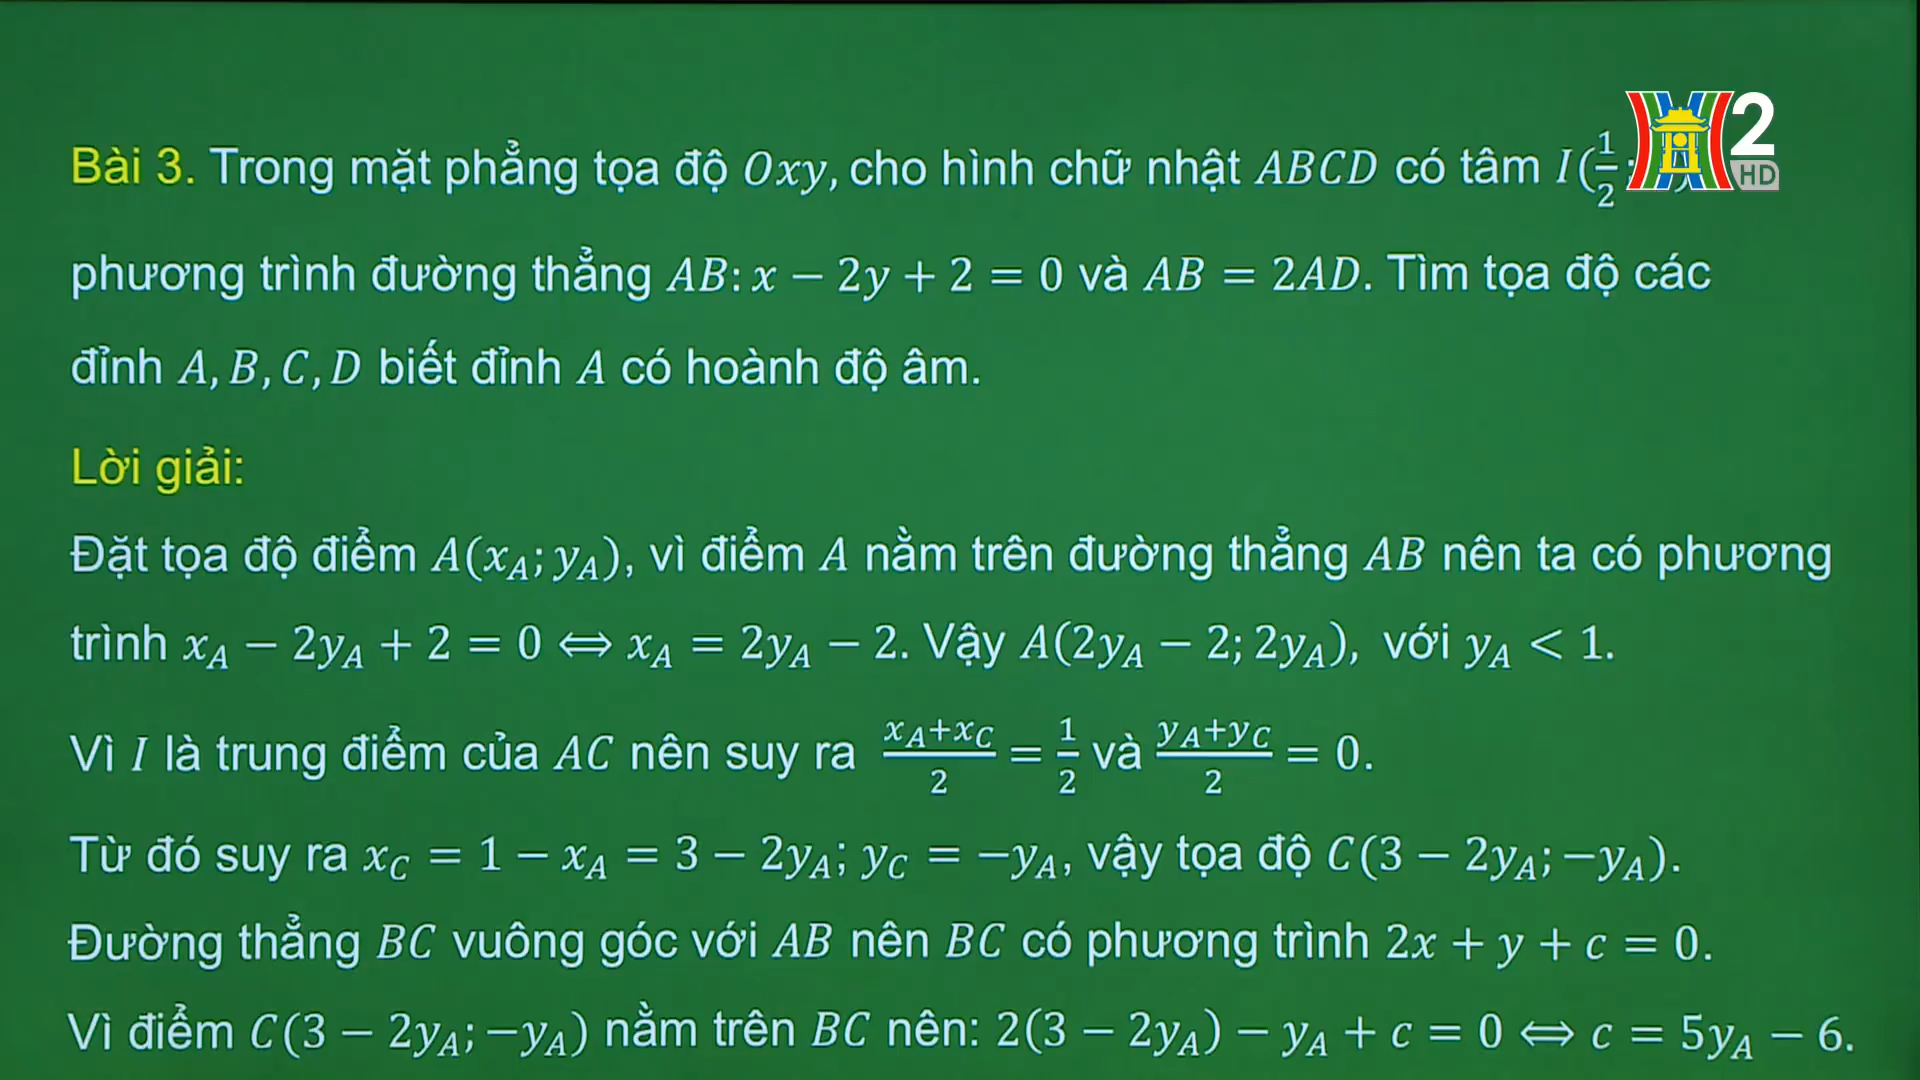 Bài 3. Trong mặt phẳng tọa độ Oxy, cho hình chữ nhật ABCD có tâm I(1/2;
2
HD
phương trình đường thẳng AB: x − 2y + 2 = 0 và AB = 2AD. Tìm tọa độ các
đỉnh A, B, C, D biết đỉnh A có hoành độ âm.
Lời giải:
Đặt tọa độ điểm A(x_A; y_A), vì điểm A nằm trên đường thẳng AB nên ta có phương
trình x_A − 2y_A + 2 = 0 ⟺ x_A = 2y_A − 2. Vậy A(2y_A − 2; 2y_A), với y_A < 1.
Vì I là trung điểm của AC nên suy ra (x_A+x_C)/2 = 1/2 và (y_A+y_C)/2 = 0.
Từ đó suy ra x_C = 1 − x_A = 3 − 2y_A; y_C = −y_A, vậy tọa độ C(3 − 2y_A; −y_A).
Đường thẳng BC vuông góc với AB nên BC có phương trình 2x + y + c = 0.
Vì điểm C(3 − 2y_A; −y_A) nằm trên BC nên: 2(3 − 2y_A) − y_A + c = 0 ⟺ c = 5y_A − 6.